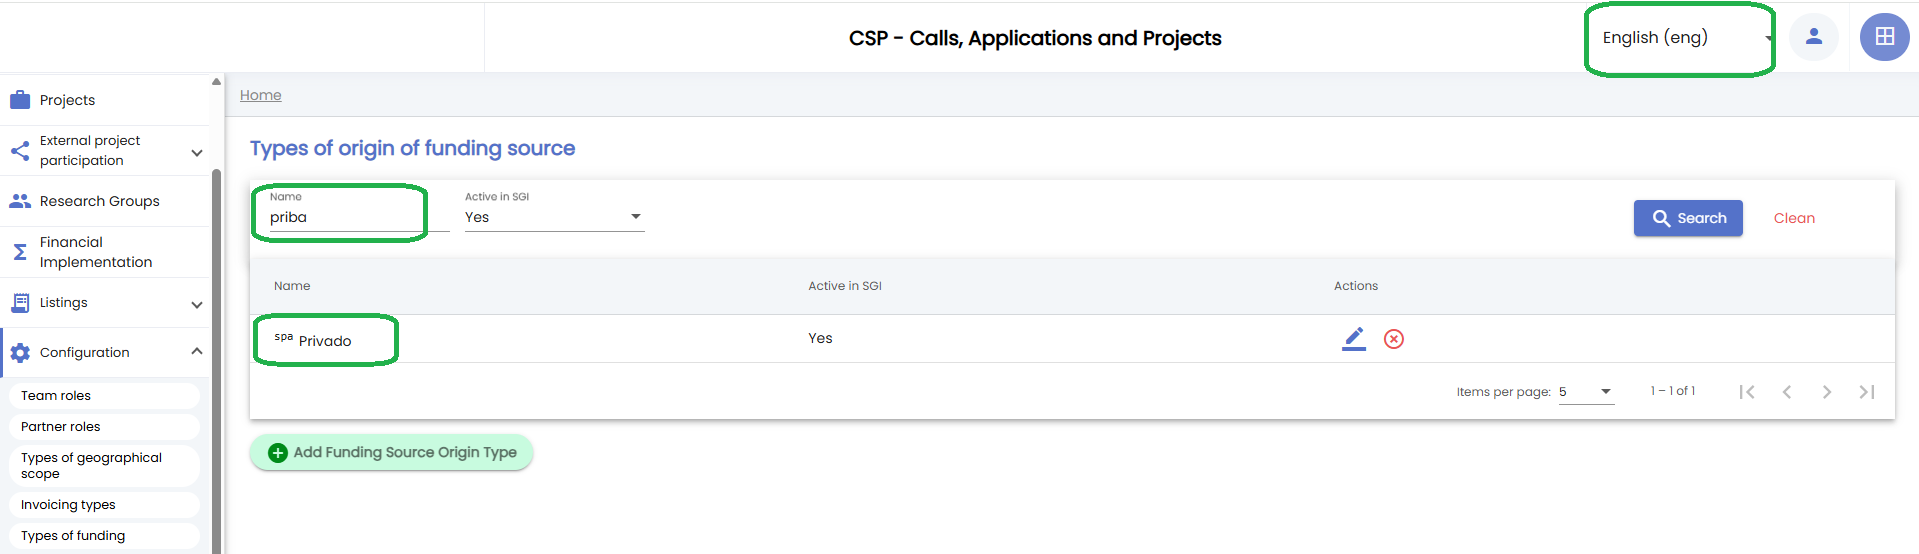 CSP - Calls, Applications and Projects
English (eng)
Projects
External project
participation
Research Groups
Financial
Implementation
Listings
Configuration
Team roles
Partner roles
Types of geographical
scope
Invoicing types
Types of funding
Home
Types of origin of funding source
Name
priba
Active in SGI
Yes
Search
Clean
Name Active in SGI Actions
spa Privado Yes
Items per page: 5 1 – 1 of 1
Add Funding Source Origin Type